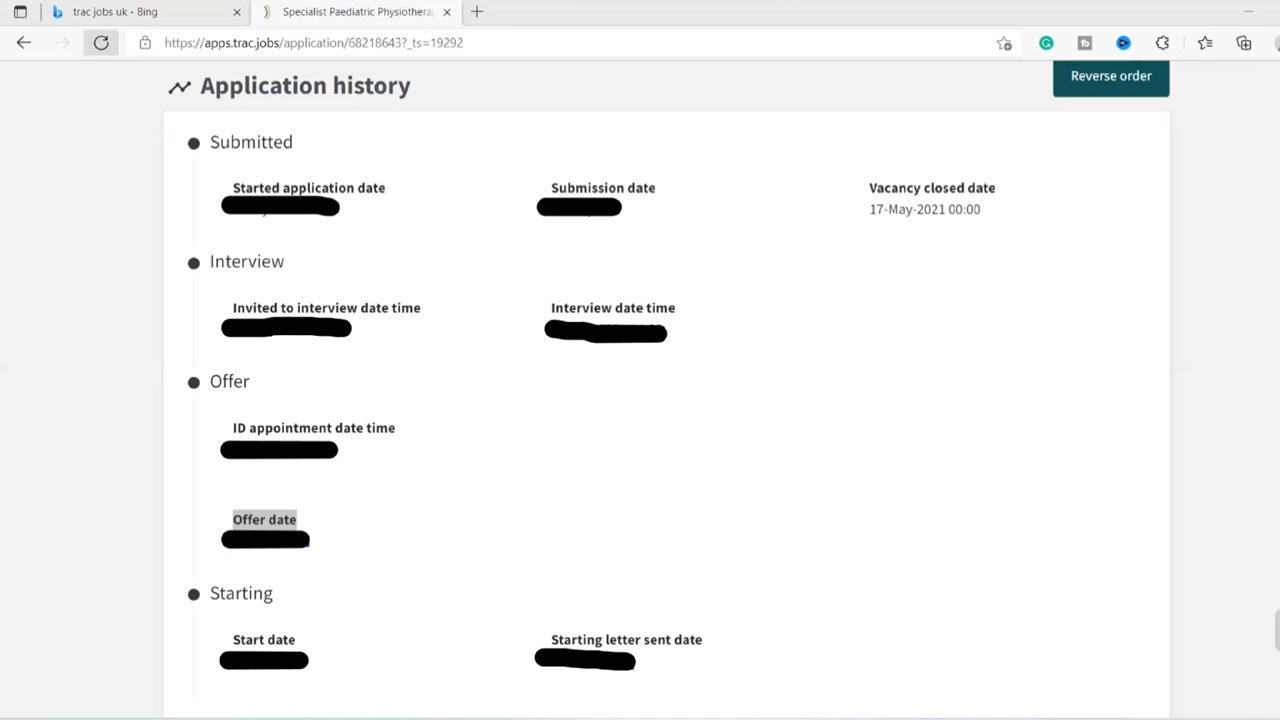 trac jobs uk - Bing
Specialist Paediatric Physiothera
https://apps.trac.jobs/application/68218643?_ts=19292
Application history
Reverse order
Submitted
Started application date
Submission date
Vacancy closed date
17-May-2021 00:00
Interview
Invited to interview date time
Interview date time
Offer
ID appointment date time
Offer date
Starting
Start date
Starting letter sent date